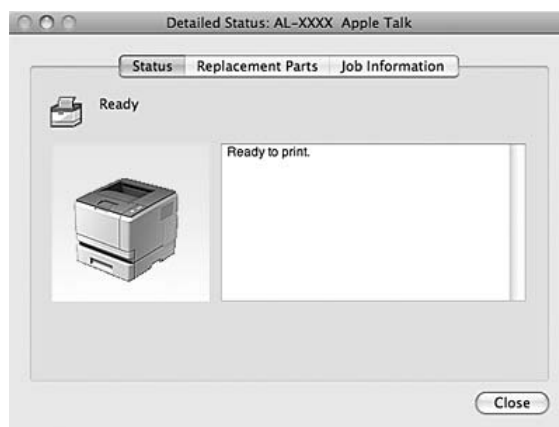 Detailed Status: AL-XXXX Apple Talk
Status Replacement Parts Job Information
Ready
Ready to print.
Close